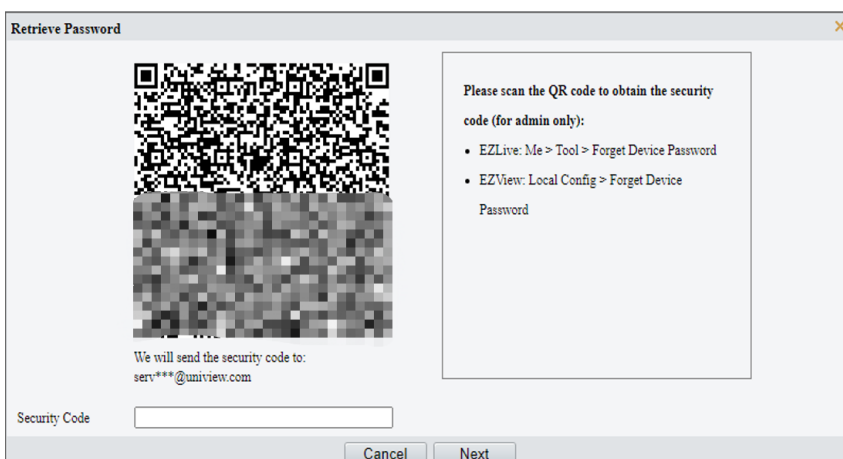 Retrieve Password
Please scan the QR code to obtain the security
code (for admin only):
• EZLive: Me > Tool > Forget Device Password
• EZView: Local Config > Forget Device
Password
We will send the security code to:
serv***@uniview.com
Security Code
Cancel
Next